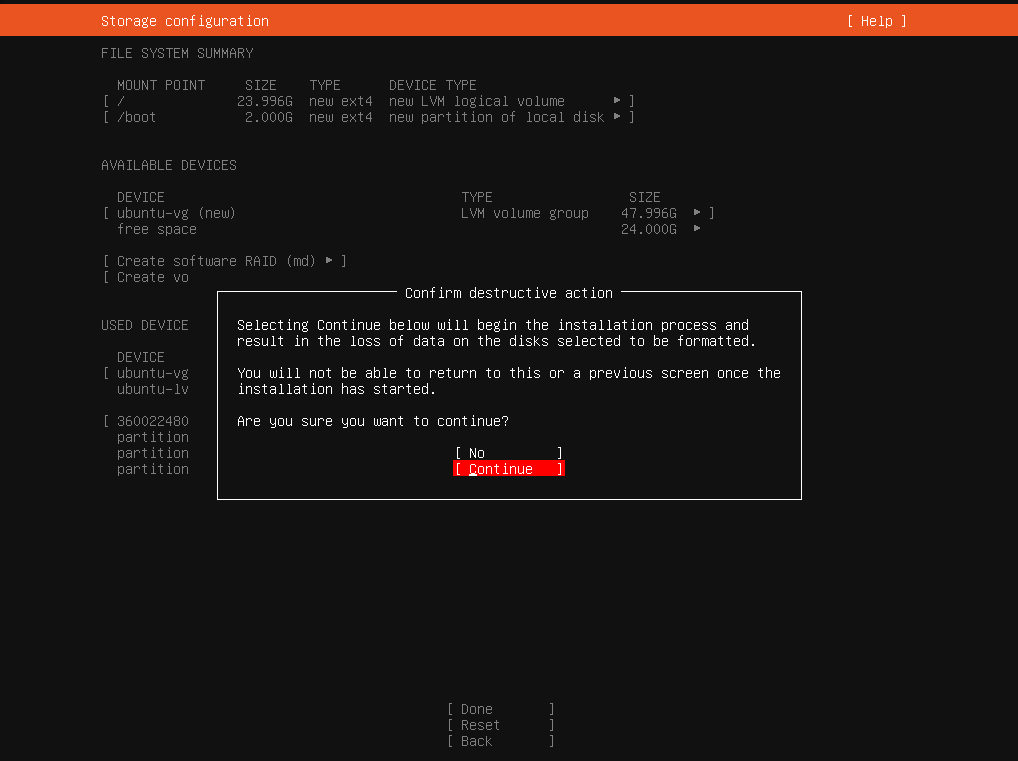 Storage configuration [ Help ]
FILE SYSTEM SUMMARY
MOUNT POINT SIZE TYPE DEVICE TYPE
[ / 23.996G new ext4 new LVM logical volume ▸ ]
[ /boot 2.000G new ext4 new partition of local disk ▸ ]
AVAILABLE DEVICES
DEVICE TYPE SIZE
[ ubuntu-vg (new) LVM volume group 47.996G ▸ ]
free space 24.000G ▸
[ Create software RAID (md) ▸ ]
[ Create vo
Confirm destructive action
USED DEVICE
Selecting Continue below will begin the installation process and
result in the loss of data on the disks selected to be formatted.
DEVICE
[ ubuntu-vg
You will not be able to return to this or a previous screen once the
ubuntu-lv
installation has started.
[ 360022480
Are you sure you want to continue?
partition
partition
[ No ]
partition
[ Continue ]
[ Done ]
[ Reset ]
[ Back ]